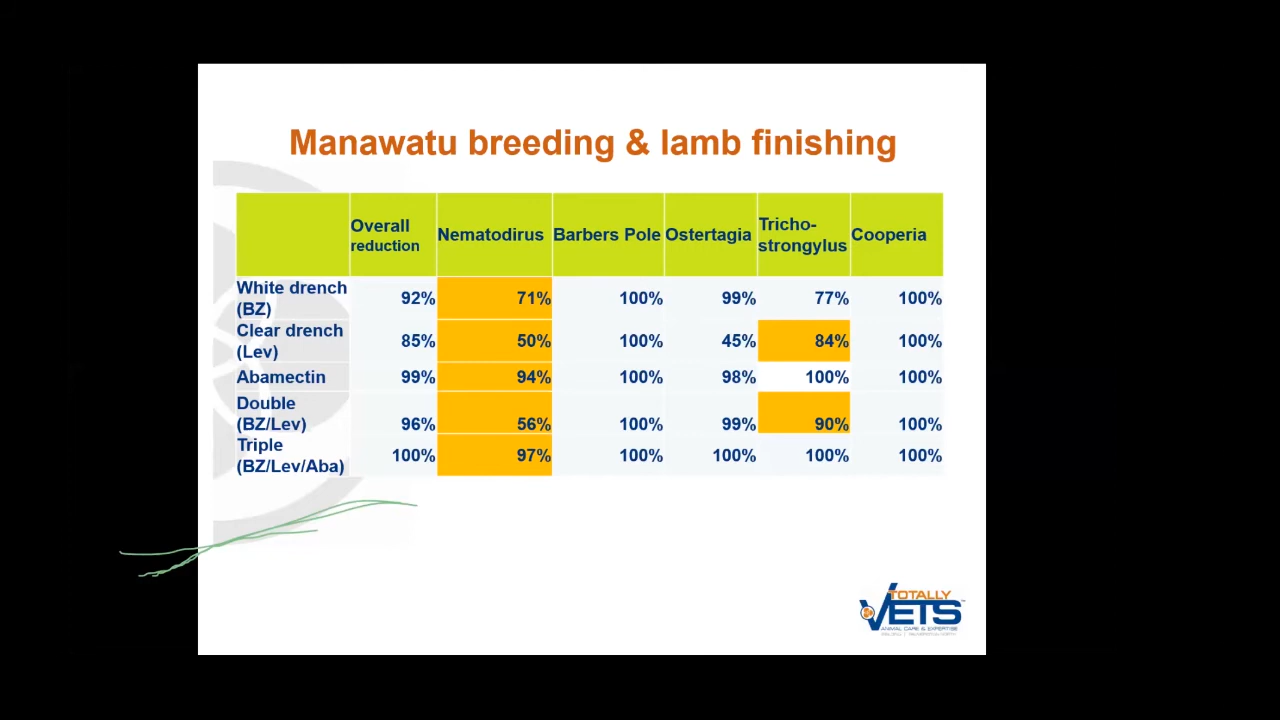 Manawatu breeding & lamb finishing
Overall reduction Nematodirus Barbers Pole Ostertagia Tricho-strongylus Cooperia
White drench (BZ) 92% 71% 100% 99% 77% 100%
Clear drench (Lev) 85% 50% 100% 45% 84% 100%
Abamectin 99% 94% 100% 98% 100% 100%
Double (BZ/Lev) 96% 56% 100% 99% 90% 100%
Triple (BZ/Lev/Aba) 100% 97% 100% 100% 100% 100%
TOTALLY
VETS
ANIMAL CARE & EXPERTISE